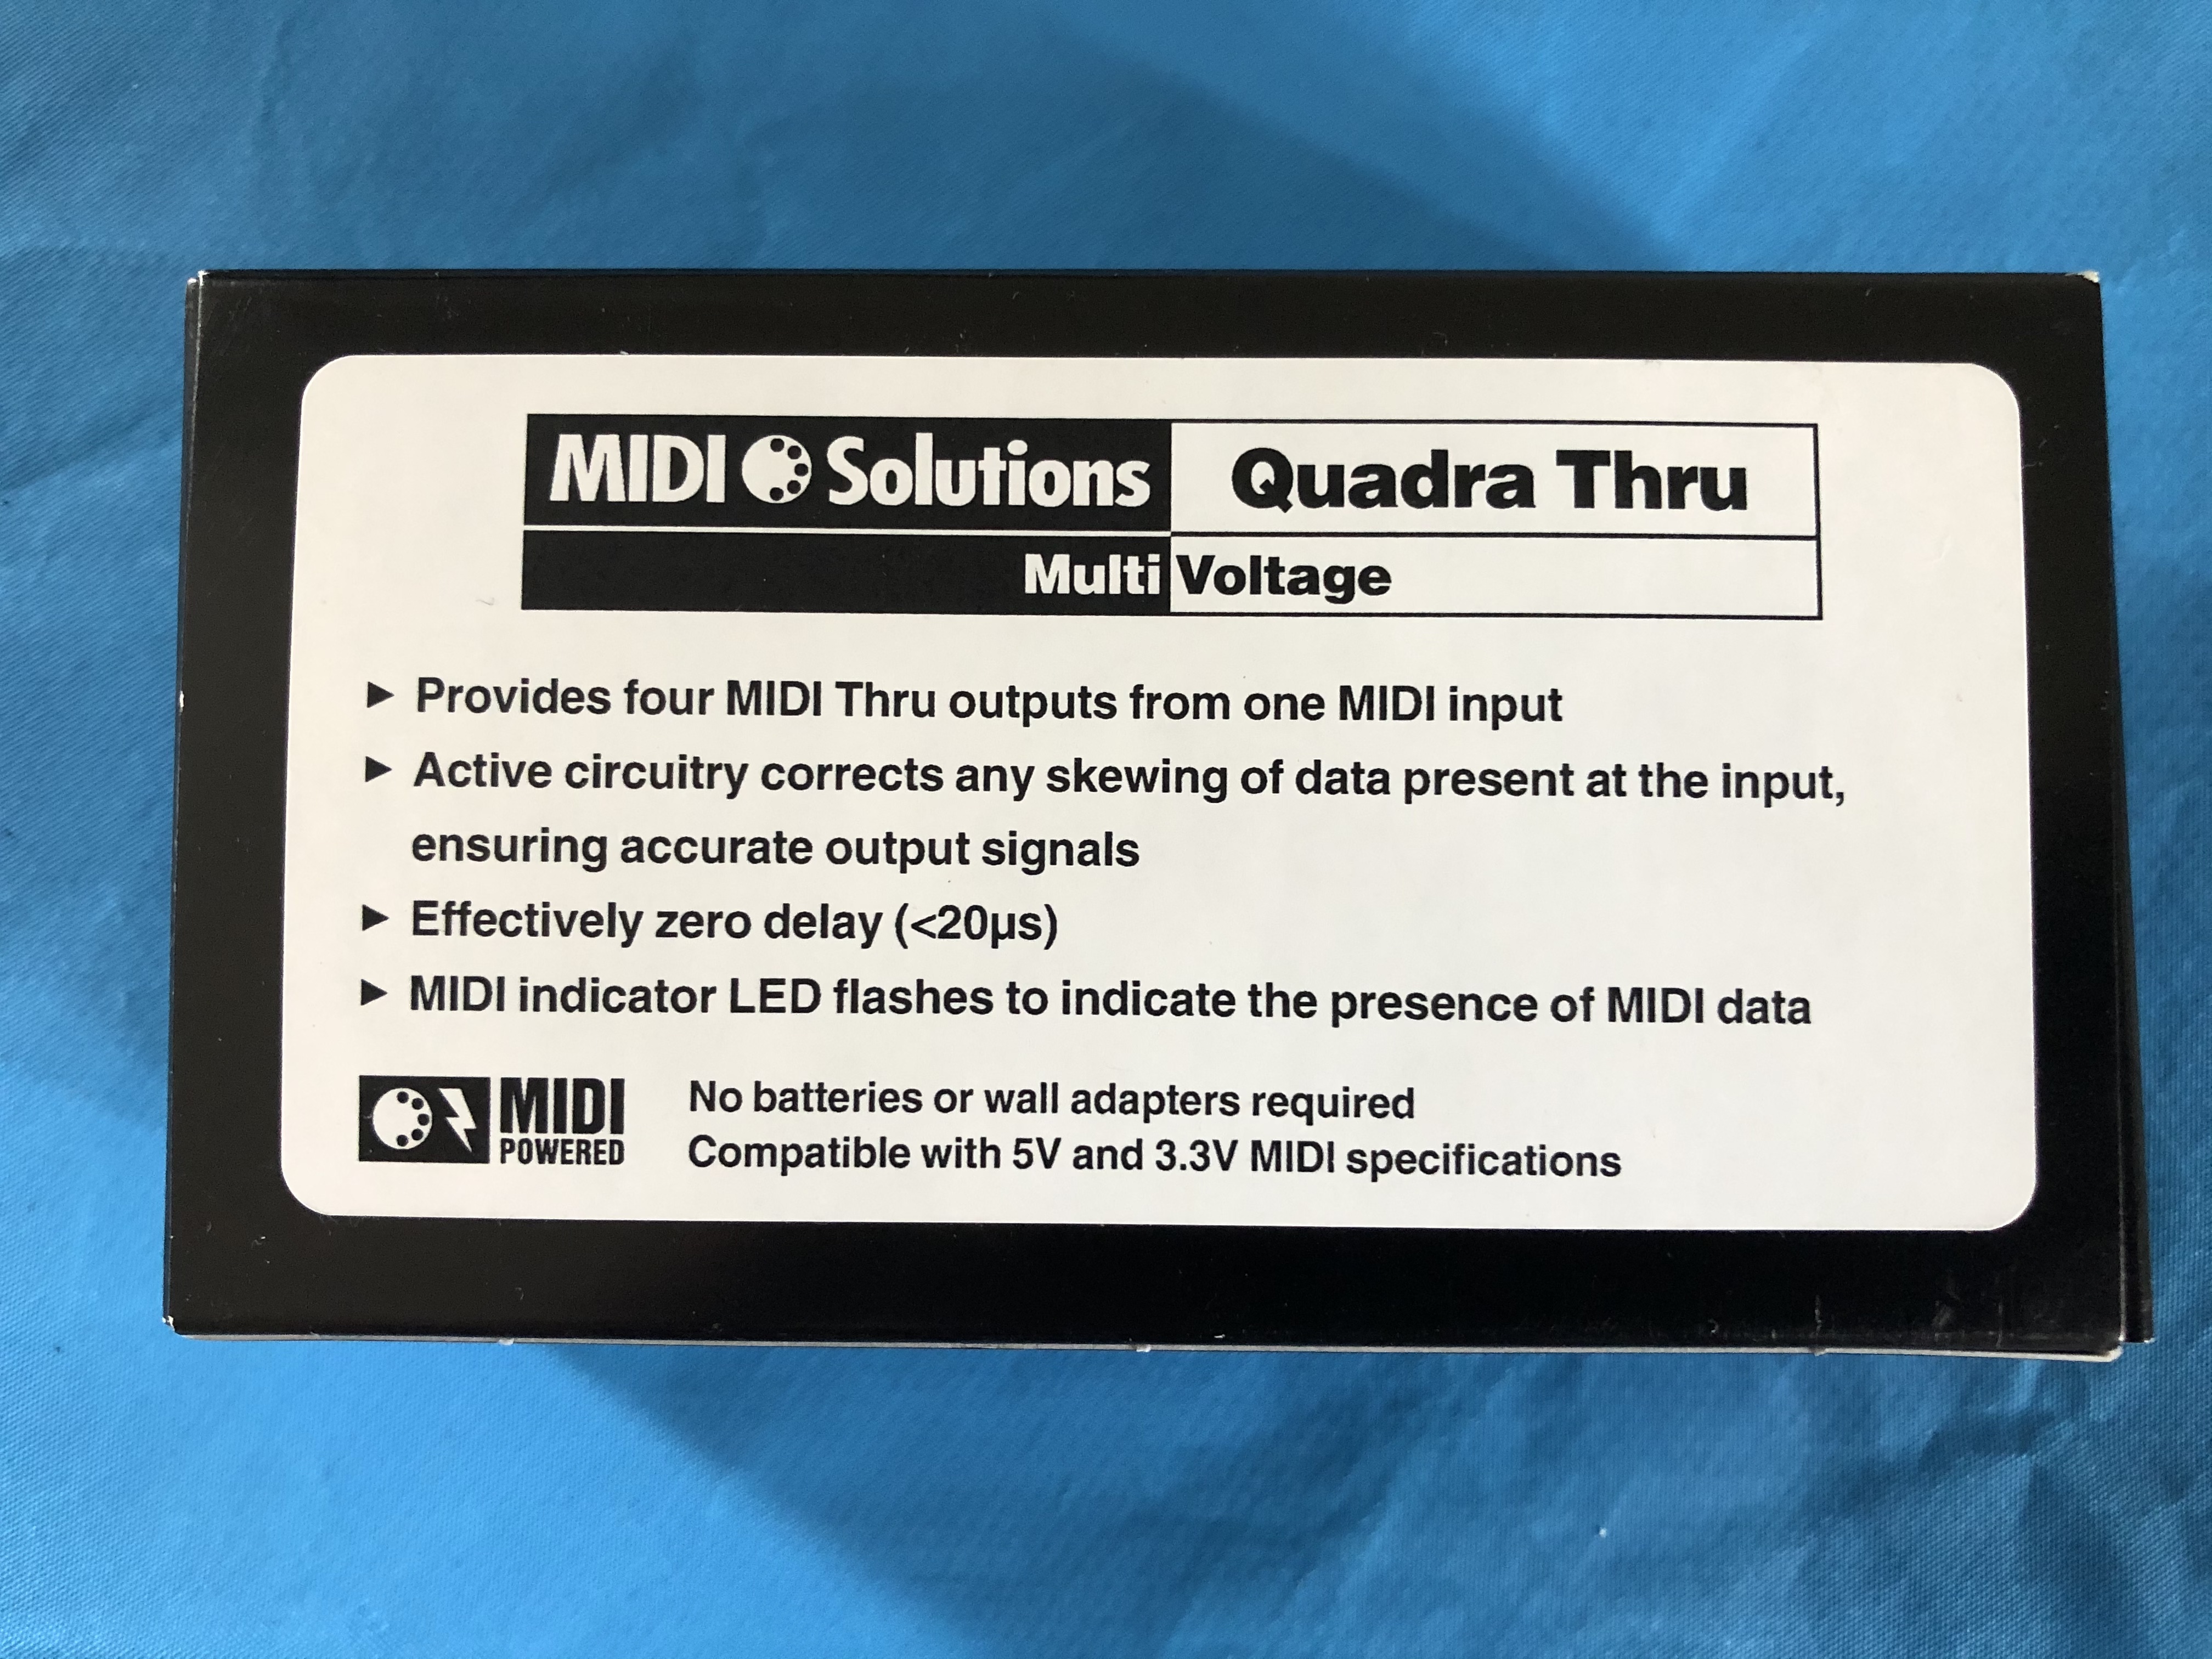 MIDI Solutions Quadra Thru
Multi Voltage
► Provides four MIDI Thru outputs from one MIDI input
► Active circuitry corrects any skewing of data present at the input,
ensuring accurate output signals
► Effectively zero delay (<20µs)
► MIDI indicator LED flashes to indicate the presence of MIDI data
MIDI
POWERED
No batteries or wall adapters required
Compatible with 5V and 3.3V MIDI specifications